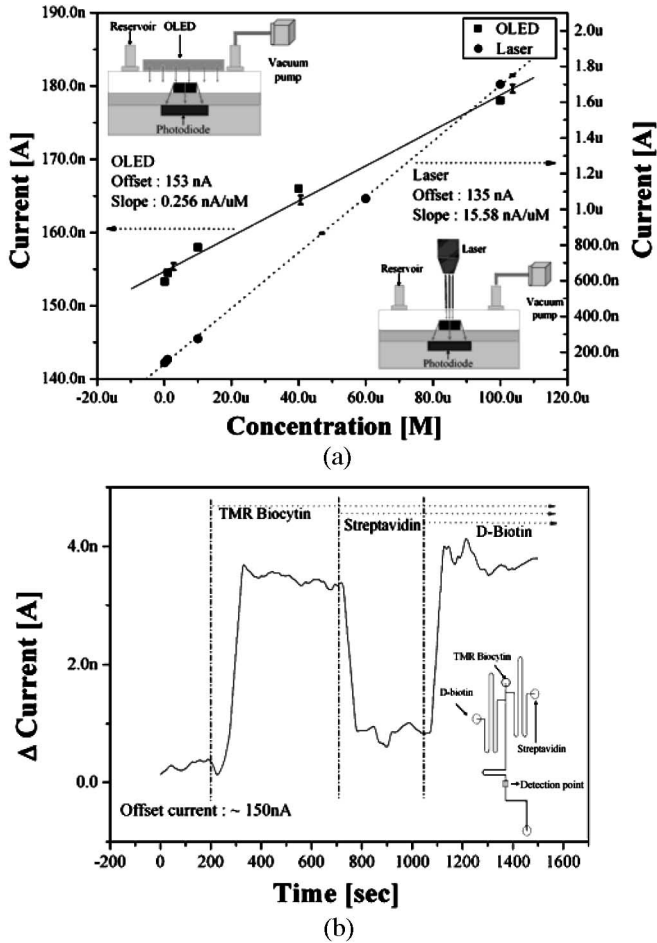 190.0n
180.0n
170.0n
160.0n
150.0n
140.0n
Current [A]
Reservoir OLED
Vacuum pump
Photodiode
OLED
Offset : 153 nA
Slope : 0.256 nA/uM
OLED
Laser
Laser
Offset : 135 nA
Slope : 15.58 nA/uM
Laser
Reservoir
Vacuum pump
Photodiode
2.0u
1.8u
1.6u
1.4u
1.2u
1.0u
800.0n
600.0n
400.0n
200.0n
Current [A]
-20.0u 0.0 20.0u 40.0u 60.0u 80.0u 100.0u 120.0u
Concentration [M]
(a)
4.0n
2.0n
0.0
Δ Current [A]
TMR Biocytin
Streptavidin
D-Biotin
TMR Biocytin
D-biotin
Streptavidin
Detection point
Offset current : ~ 150nA
-200 0 200 400 600 800 1000 1200 1400 1600
Time [sec]
(b)